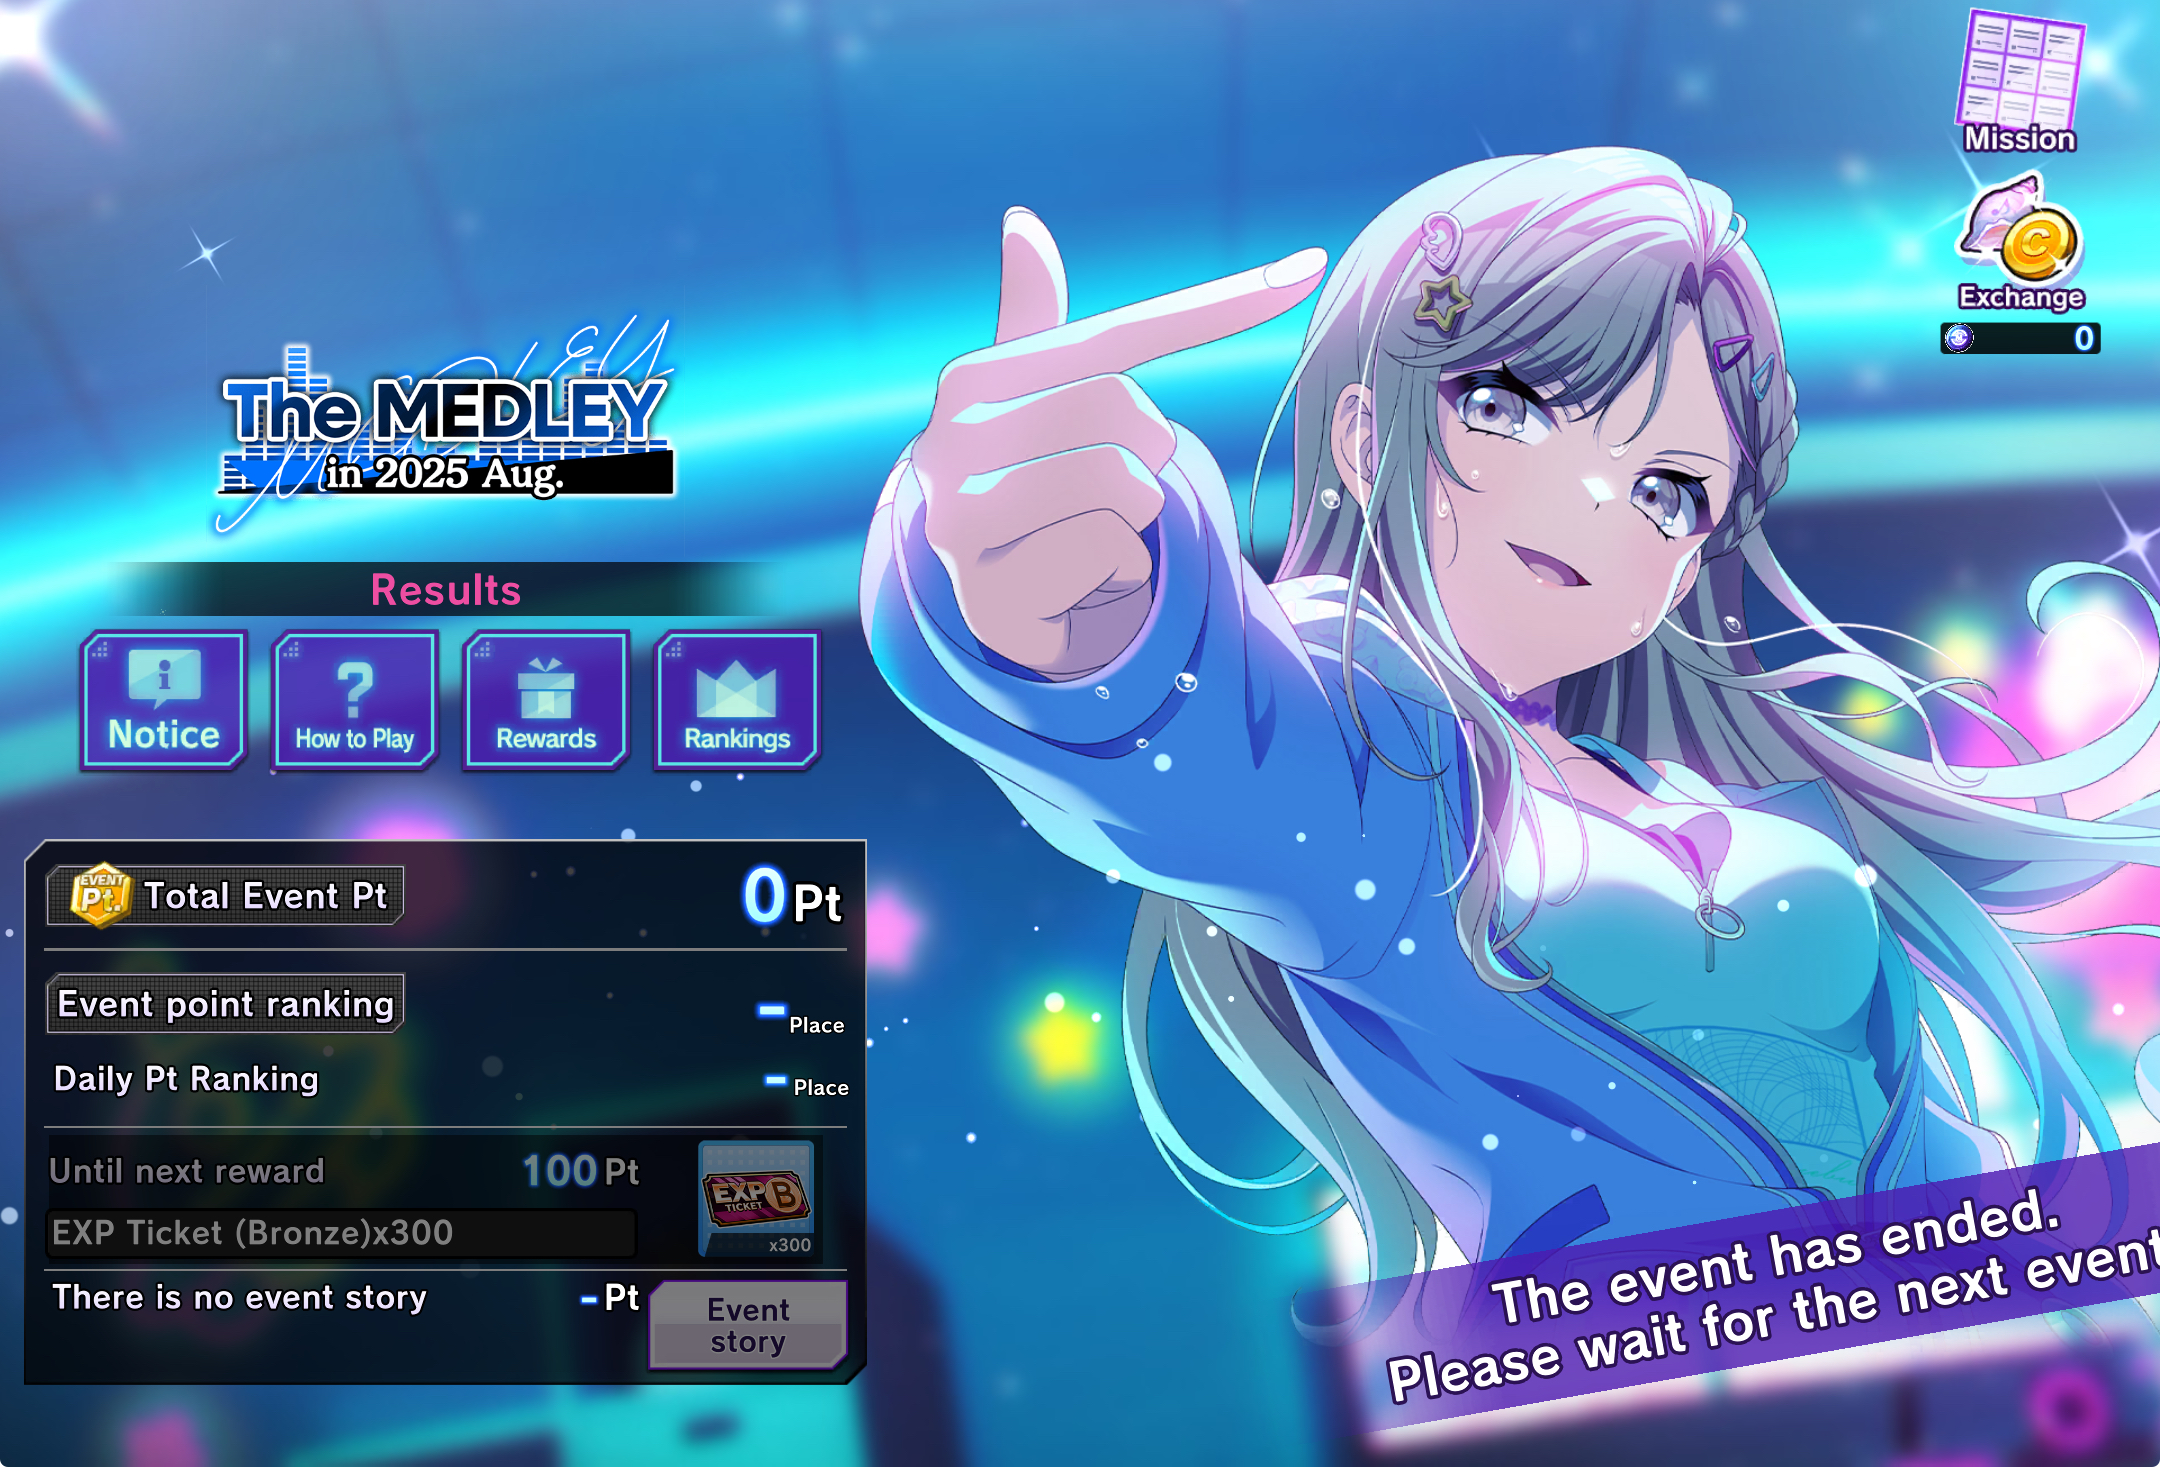 Mission
C
Exchange
0
The MEDLEY
MEDLEY
in 2025 Aug.
Results
Notice
How to Play
Rewards
Rankings
EVENT
Pt.
Total Event Pt
0 Pt
Event point ranking
- Place
Daily Pt Ranking
- Place
Until next reward
100 Pt
EXP Ticket (Bronze)x300
EXP B
TICKET
x300
There is no event story
- Pt
Event
story
The event has ended.
Please wait for the next event